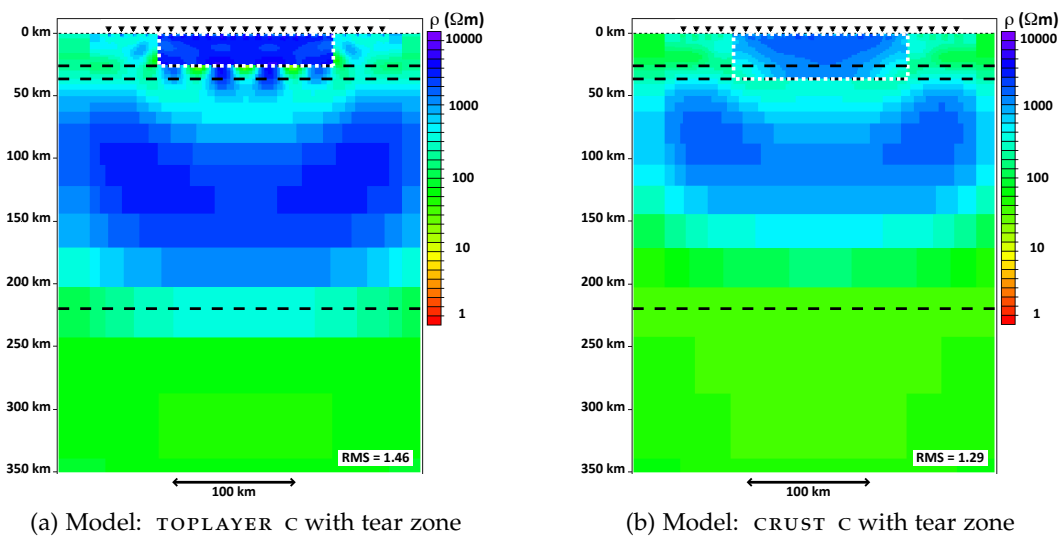 ρ (Ωm)
0 km
10000
50 km
1000
100 km
150 km
100
200 km
10
250 km
1
300 km
350 km
RMS = 1.46
100 km
(a) Model: TOPLAYER C with tear zone
ρ (Ωm)
0 km
10000
50 km
1000
100 km
150 km
100
200 km
10
250 km
1
300 km
350 km
RMS = 1.29
100 km
(b) Model: CRUST C with tear zone